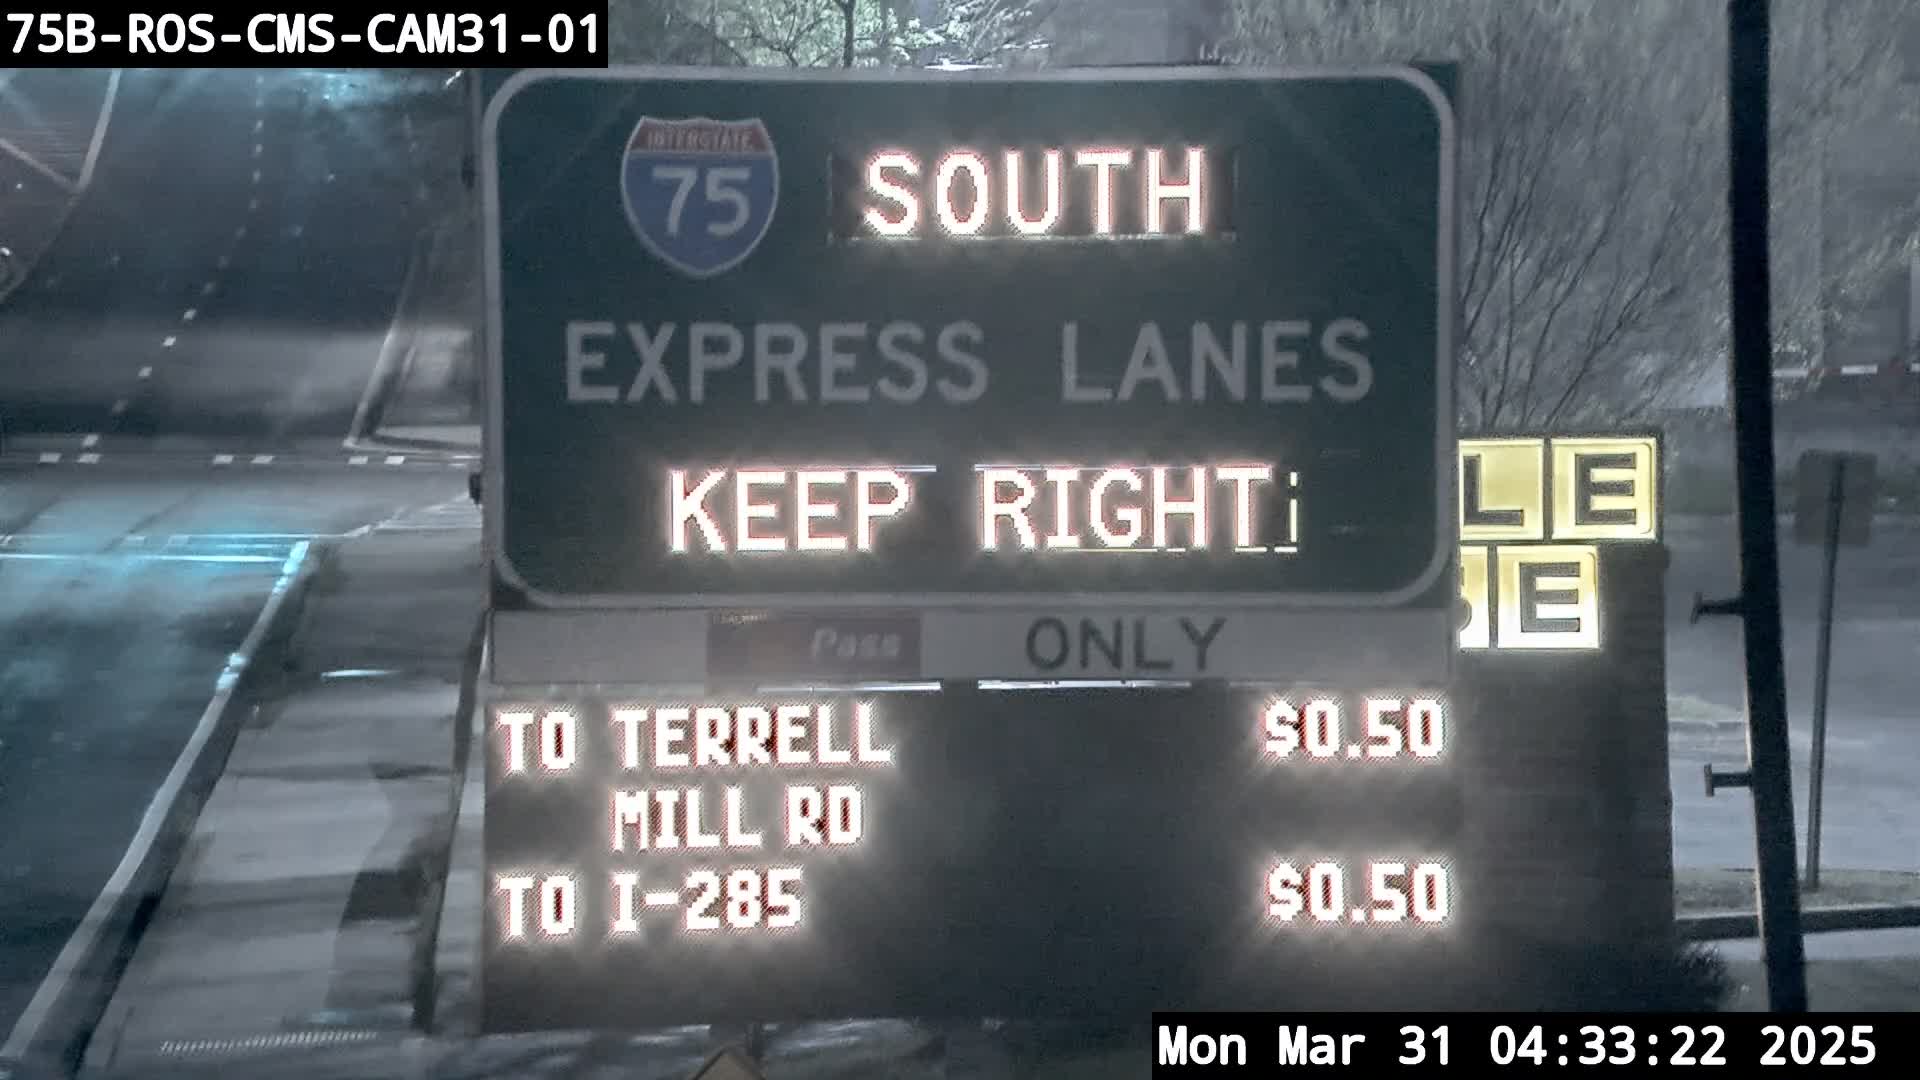 75B-ROS-CMS-CAM31-01
INTERSTATE
75
SOUTH
EXPRESS LANES
KEEP RIGHT
LE
E
Pass ONLY
TO TERRELL $0.50
MILL RD
TO I-285 $0.50
Mon Mar 31 04:33:22 2025